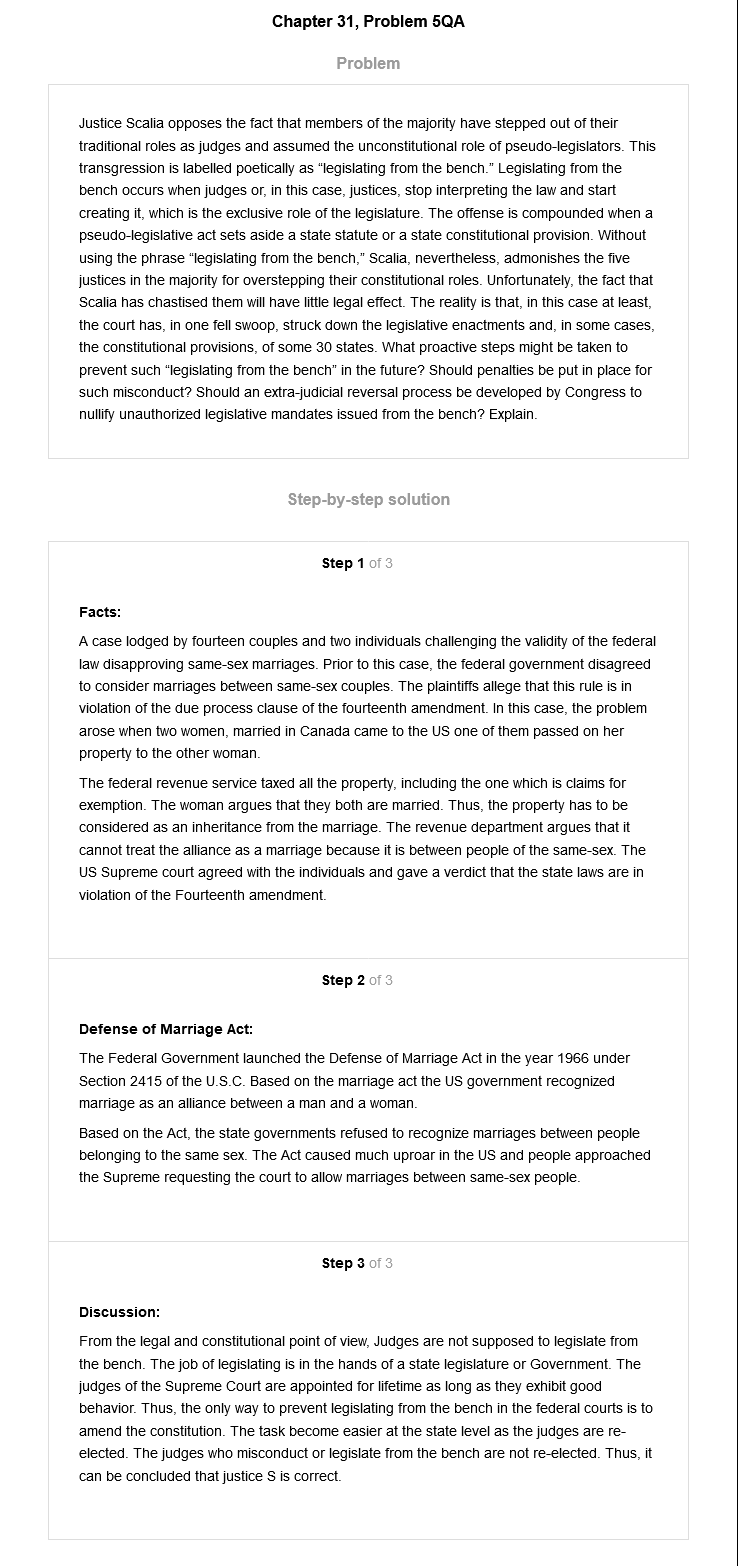 Chapter 31, Problem 5QA
Problem
Justice Scalia opposes the fact that members of the majority have stepped out of their
traditional roles as judges and assumed the unconstitutional role of pseudo-legislators. This
transgression is labelled poetically as “legislating from the bench.” Legislating from the
bench occurs when judges or, in this case, justices, stop interpreting the law and start
creating it, which is the exclusive role of the legislature. The offense is compounded when a
pseudo-legislative act sets aside a state statute or a state constitutional provision. Without
using the phrase “legislating from the bench,” Scalia, nevertheless, admonishes the five
justices in the majority for overstepping their constitutional roles. Unfortunately, the fact that
Scalia has chastised them will have little legal effect. The reality is that, in this case at least,
the court has, in one fell swoop, struck down the legislative enactments and, in some cases,
the constitutional provisions, of some 30 states. What proactive steps might be taken to
prevent such “legislating from the bench” in the future? Should penalties be put in place for
such misconduct? Should an extra-judicial reversal process be developed by Congress to
nullify unauthorized legislative mandates issued from the bench? Explain.
Step-by-step solution
Step 1 of 3
Facts:
A case lodged by fourteen couples and two individuals challenging the validity of the federal
law disapproving same-sex marriages. Prior to this case, the federal government disagreed
to consider marriages between same-sex couples. The plaintiffs allege that this rule is in
violation of the due process clause of the fourteenth amendment. In this case, the problem
arose when two women, married in Canada came to the US one of them passed on her
property to the other woman.
The federal revenue service taxed all the property, including the one which is claims for
exemption. The woman argues that they both are married. Thus, the property has to be
considered as an inheritance from the marriage. The revenue department argues that it
cannot treat the alliance as a marriage because it is between people of the same-sex. The
US Supreme court agreed with the individuals and gave a verdict that the state laws are in
violation of the Fourteenth amendment.
Step 2 of 3
Defense of Marriage Act:
The Federal Government launched the Defense of Marriage Act in the year 1966 under
Section 2415 of the U.S.C. Based on the marriage act the US government recognized
marriage as an alliance between a man and a woman.
Based on the Act, the state governments refused to recognize marriages between people
belonging to the same sex. The Act caused much uproar in the US and people approached
the Supreme requesting the court to allow marriages between same-sex people.
Step 3 of 3
Discussion:
From the legal and constitutional point of view, Judges are not supposed to legislate from
the bench. The job of legislating is in the hands of a state legislature or Government. The
judges of the Supreme Court are appointed for lifetime as long as they exhibit good
behavior. Thus, the only way to prevent legislating from the bench in the federal courts is to
amend the constitution. The task become easier at the state level as the judges are re-
elected. The judges who misconduct or legislate from the bench are not re-elected. Thus, it
can be concluded that justice S is correct.